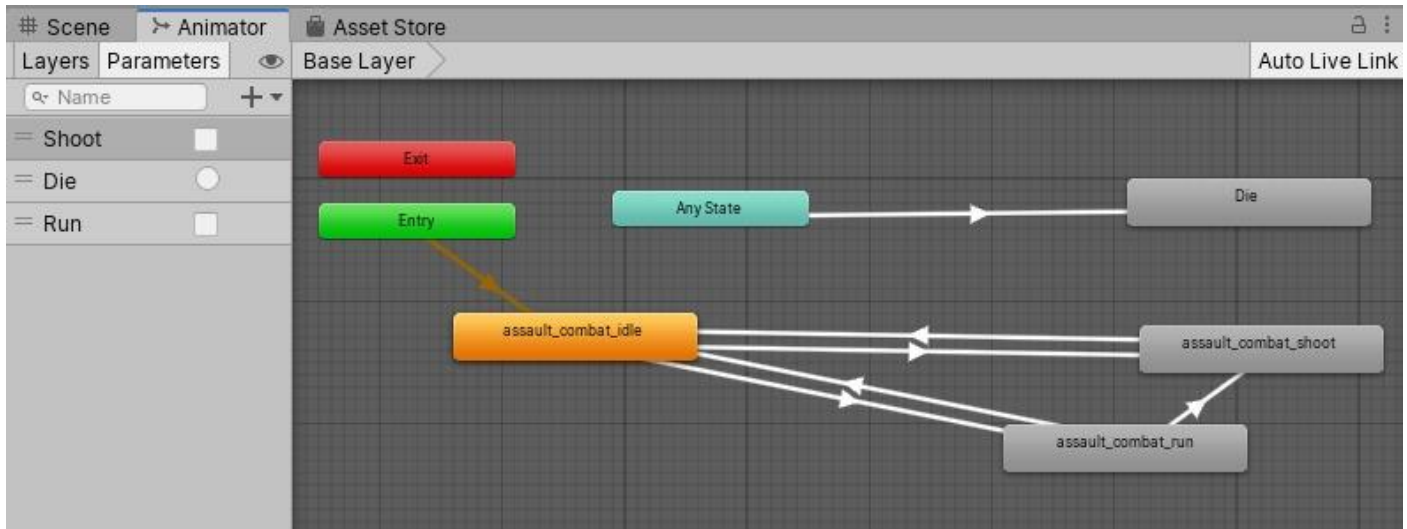 Scene Animator Asset Store
Layers Parameters Base Layer Auto Live Link
Name
Shoot
Die
Run
Exit
Entry
Any State
Die
assault_combat_idle
assault_combat_shoot
assault_combat_run